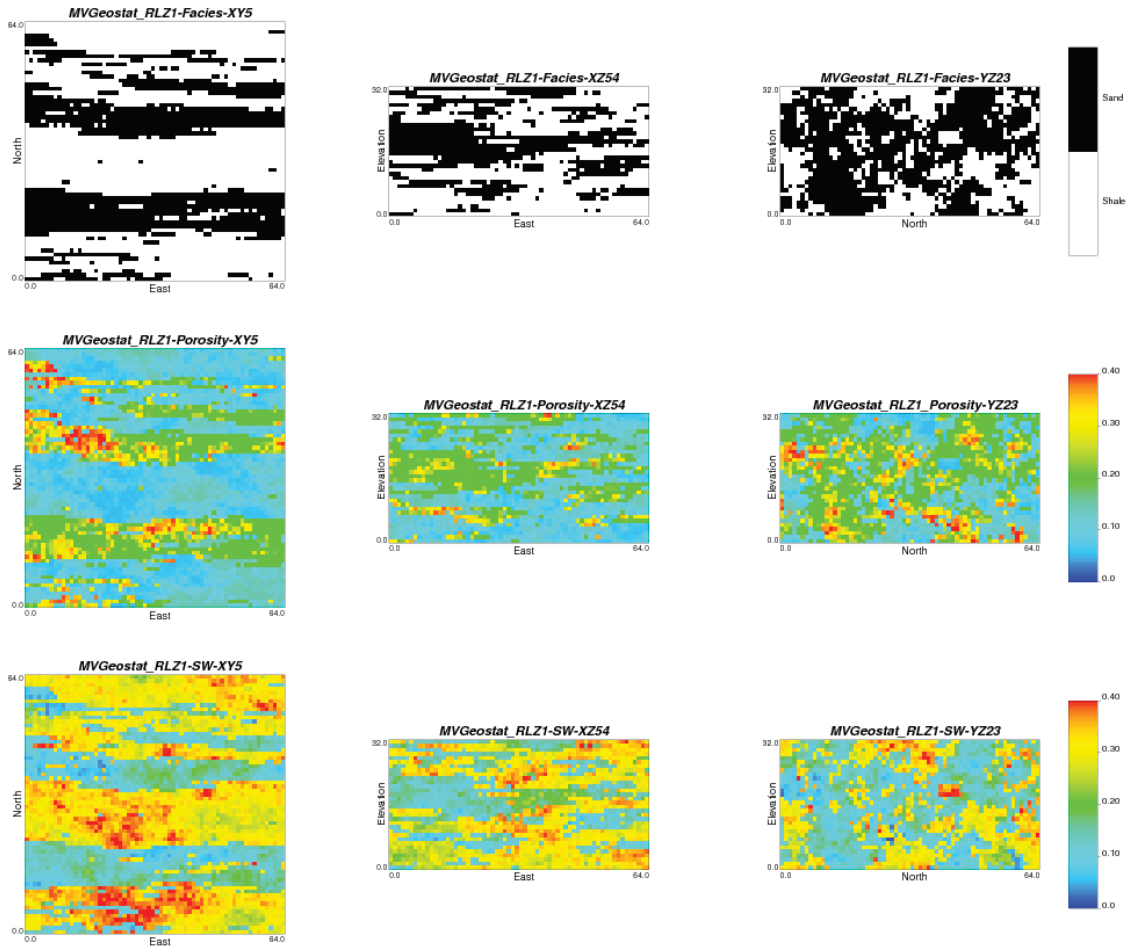 MVGeostat_RLZ1-Facies-XY5
64.0
North
0.0
0.0
64.0
East
MVGeostat_RLZ1-Facies-XZ54
32.0
Elevation
0.0
0.0
64.0
East
MVGeostat_RLZ1-Facies-YZ23
32.0
Elevation
0.0
0.0
64.0
North
Sand
Shale
MVGeostat_RLZ1-Porosity-XY5
64.0
North
0.0
0.0
64.0
East
MVGeostat_RLZ1-Porosity-XZ54
32.0
Elevation
0.0
0.0
64.0
East
MVGeostat_RLZ1_Porosity-YZ23
32.0
Elevation
0.0
0.0
64.0
North
0.40
0.30
0.20
0.10
0.0
MVGeostat_RLZ1-SW-XY5
64.0
North
0.0
0.0
64.0
East
MVGeostat_RLZ1-SW-XZ54
32.0
Elevation
0.0
0.0
64.0
East
MVGeostat_RLZ1-SW-YZ23
32.0
Elevation
0.0
0.0
64.0
North
0.40
0.30
0.20
0.10
0.0